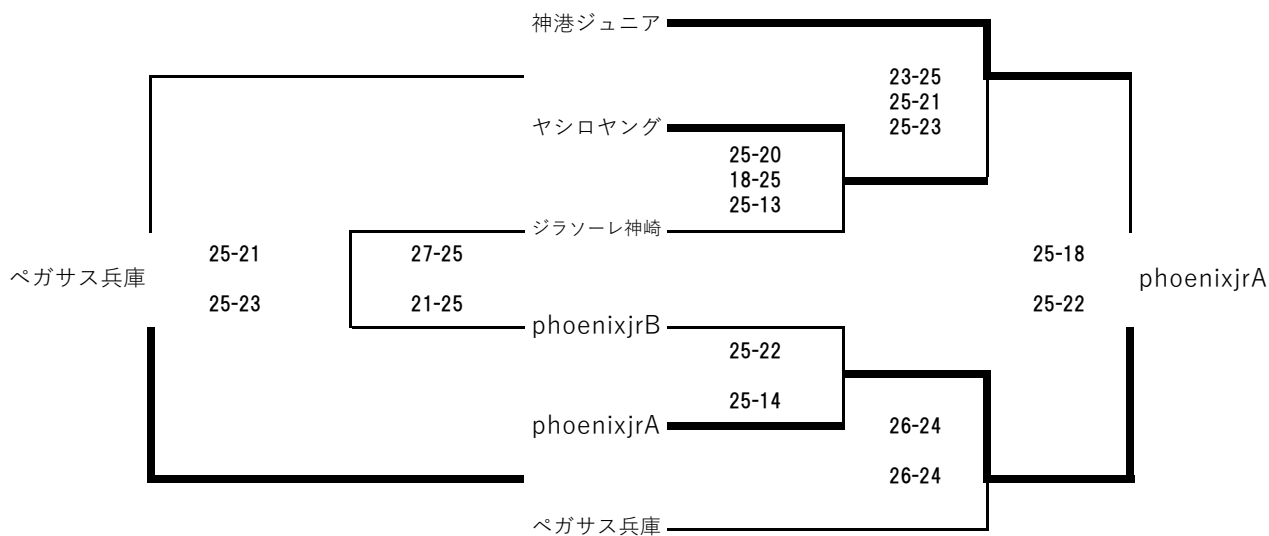 神港ジュニア
23-25
25-21
25-23
ヤシロヤング
25-20
18-25
25-13
ジラソーレ神崎
25-21
27-25
25-18
ペガサス兵庫
phoenixjrA
25-23
21-25
25-22
phoenixjrB
25-22
25-14
phoenixjrA
26-24
26-24
ペガサス兵庫